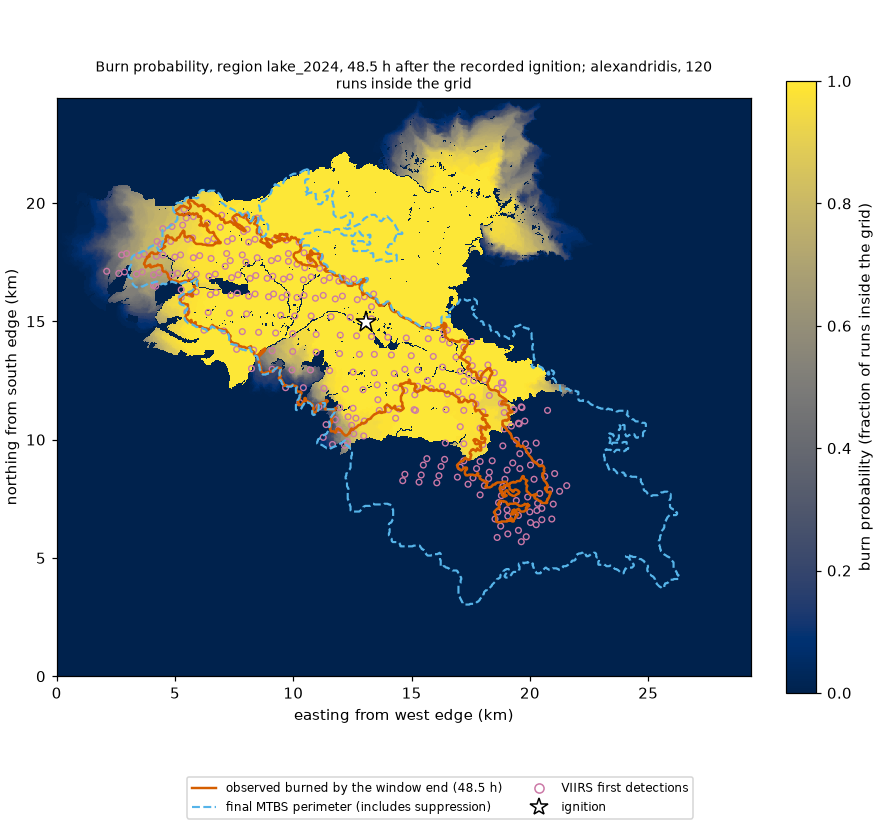 Burn probability, region lake_2024, 48.5 h after the recorded ignition; alexandridis, 120
runs inside the grid
1.0
0.8
0.6
0.4
0.2
0.0
burn probability (fraction of runs inside the grid)
20
15
10
5
0
northing from south edge (km)
0 5 10 15 20 25
easting from west edge (km)
observed burned by the window end (48.5 h)
final MTBS perimeter (includes suppression)
VIIRS first detections
ignition